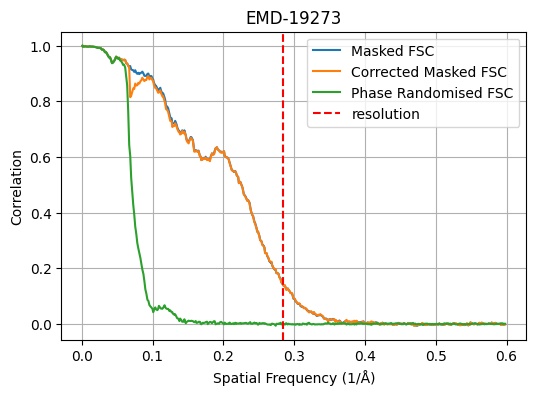 EMD-19273
Masked FSC
Corrected Masked FSC
Phase Randomised FSC
resolution
Correlation
1.0
0.8
0.6
0.4
0.2
0.0
0.0 0.1 0.2 0.3 0.4 0.5 0.6
Spatial Frequency (1/Å)